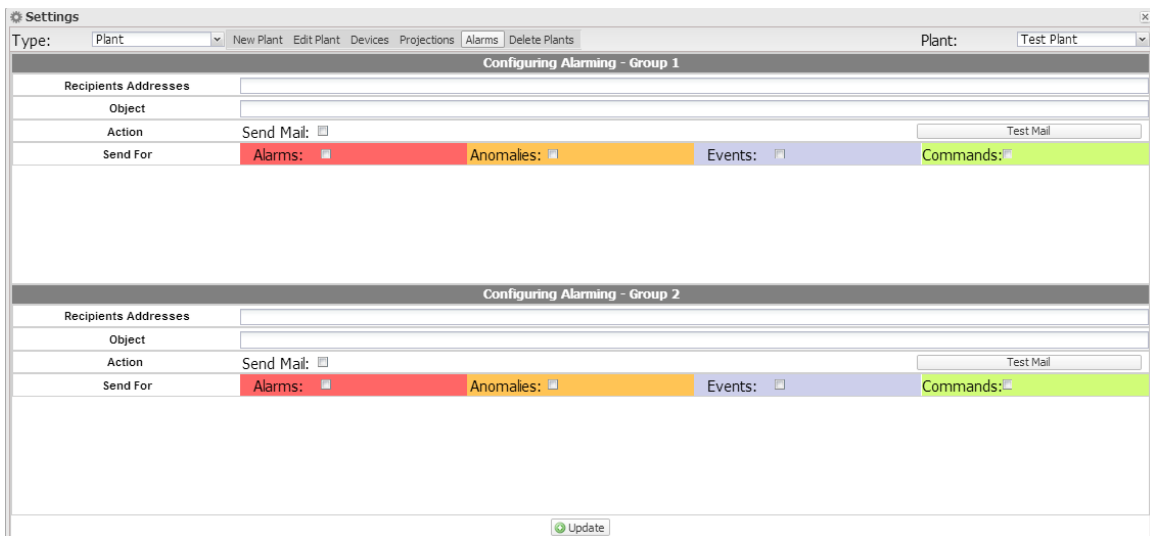 Settings
Type: Plant New Plant Edit Plant Devices Projections Alarms Delete Plants Plant: Test Plant
Configuring Alarming - Group 1
Recipients Addresses
Object
Action Send Mail: Test Mail
Send For Alarms: Anomalies: Events: Commands:
Configuring Alarming - Group 2
Recipients Addresses
Object
Action Send Mail: Test Mail
Send For Alarms: Anomalies: Events: Commands:
Update